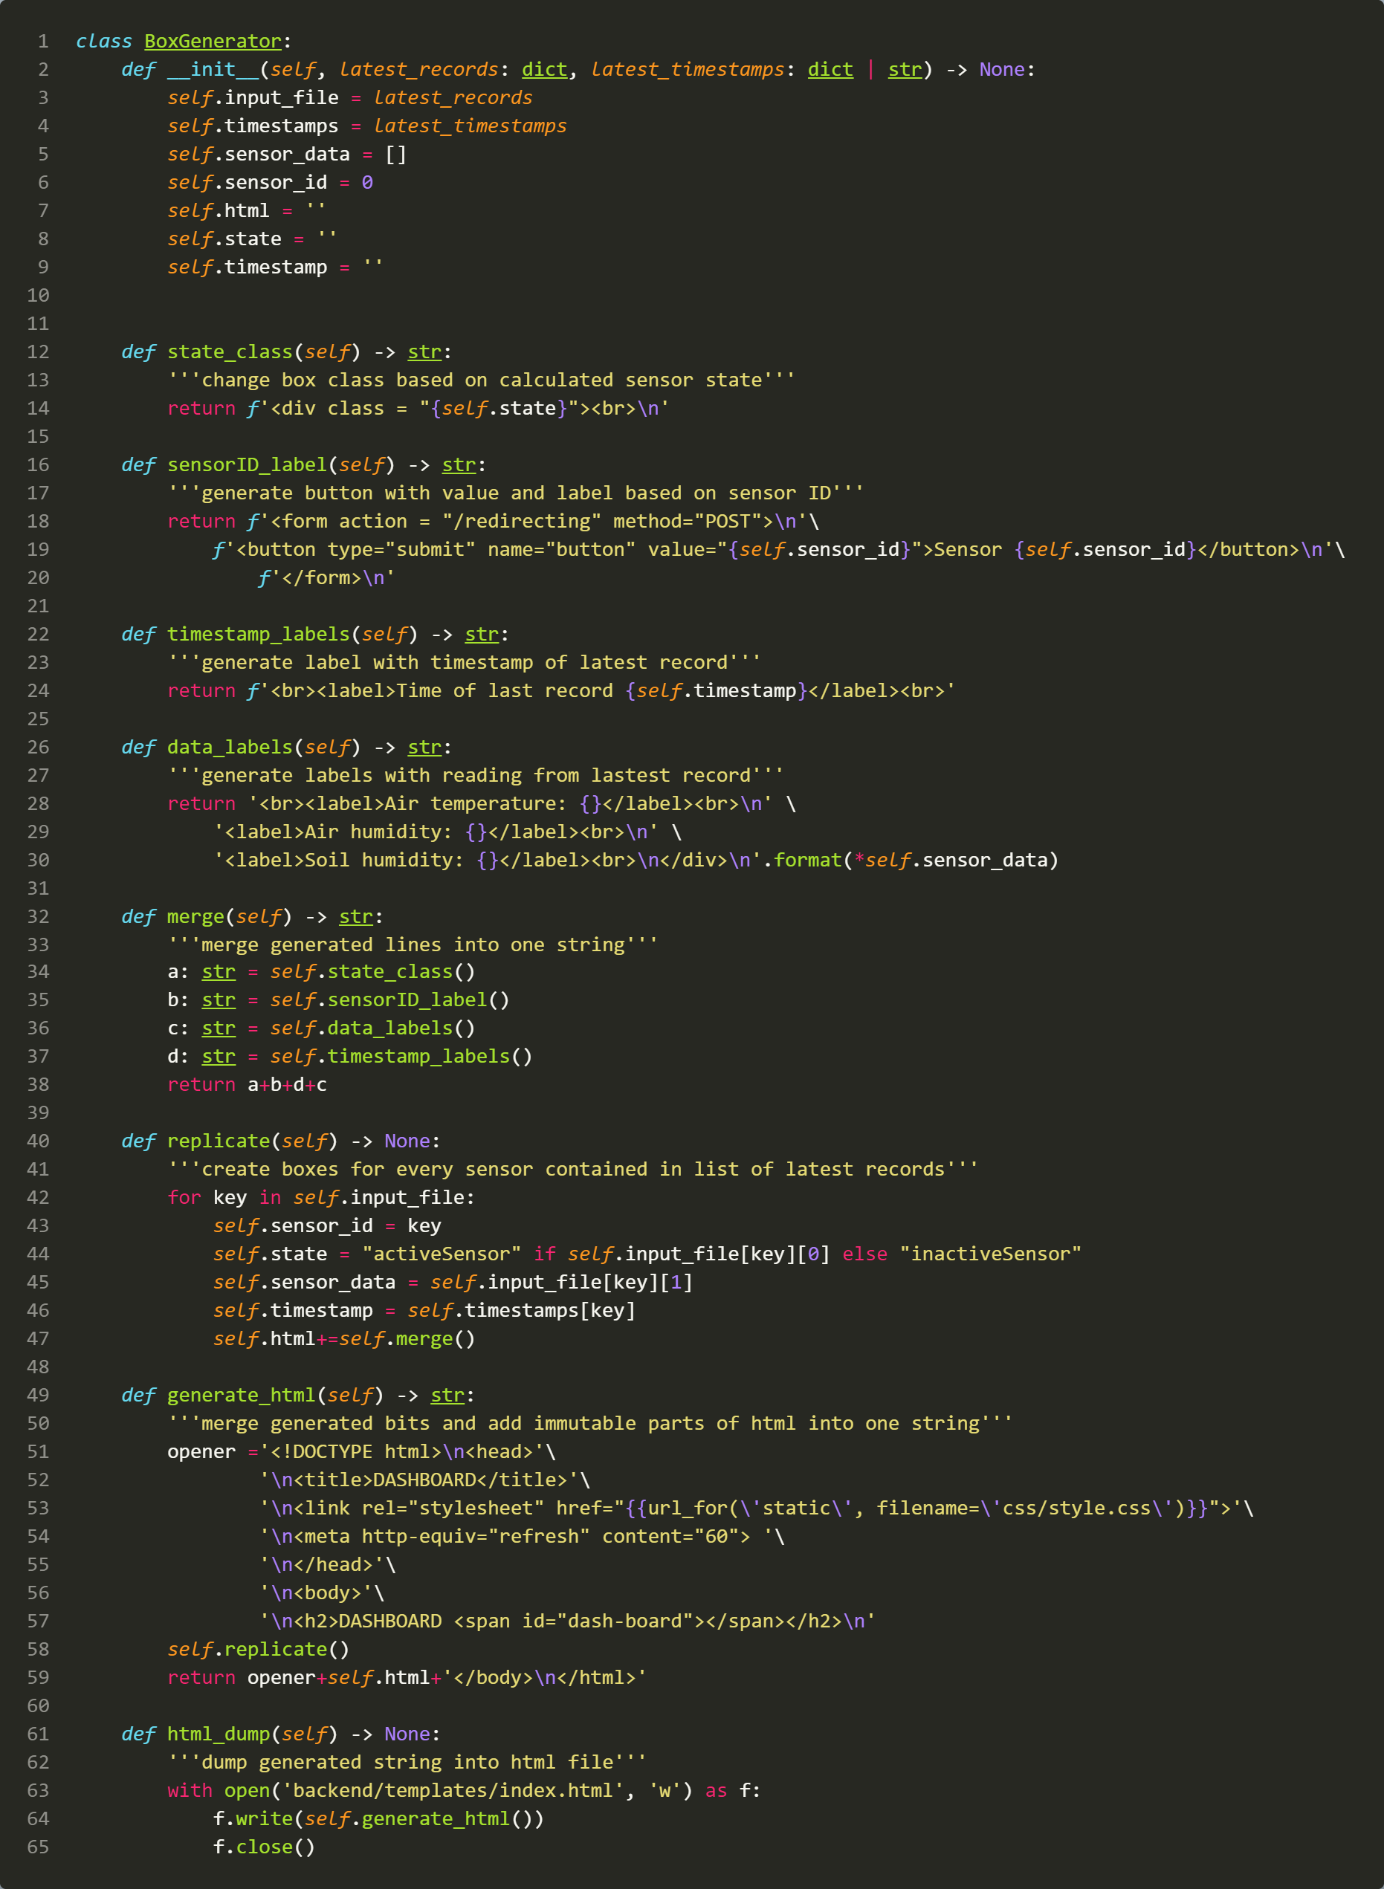 1 class BoxGenerator:
2     def __init__(self, latest_records: dict, latest_timestamps: dict | str) -> None:
3         self.input_file = latest_records
4         self.timestamps = latest_timestamps
5         self.sensor_data = []
6         self.sensor_id = 0
7         self.html = ''
8         self.state = ''
9         self.timestamp = ''
10
11
12     def state_class(self) -> str:
13         '''change box class based on calculated sensor state'''
14         return f'<div class = "{self.state}"><br>\n'
15
16     def sensorID_label(self) -> str:
17         '''generate button with value and label based on sensor ID'''
18         return f'<form action = "/redirecting" method="POST">\n'\
19             f'<button type="submit" name="button" value="{self.sensor_id}">Sensor {self.sensor_id}</button>\n'\
20                 f'</form>\n'
21
22     def timestamp_labels(self) -> str:
23         '''generate label with timestamp of latest record'''
24         return f'<br><label>Time of last record {self.timestamp}</label><br>'
25
26     def data_labels(self) -> str:
27         '''generate labels with reading from lastest record'''
28         return '<br><label>Air temperature: {}</label><br>\n' \
29             '<label>Air humidity: {}</label><br>\n' \
30             '<label>Soil humidity: {}</label><br>\n</div>\n'.format(*self.sensor_data)
31
32     def merge(self) -> str:
33         '''merge generated lines into one string'''
34         a: str = self.state_class()
35         b: str = self.sensorID_label()
36         c: str = self.data_labels()
37         d: str = self.timestamp_labels()
38         return a+b+d+c
39
40     def replicate(self) -> None:
41         '''create boxes for every sensor contained in list of latest records'''
42         for key in self.input_file:
43             self.sensor_id = key
44             self.state = "activeSensor" if self.input_file[key][0] else "inactiveSensor"
45             self.sensor_data = self.input_file[key][1]
46             self.timestamp = self.timestamps[key]
47             self.html+=self.merge()
48
49     def generate_html(self) -> str:
50         '''merge generated bits and add immutable parts of html into one string'''
51         opener ='<!DOCTYPE html>\n<head>'\
52                 '\n<title>DASHBOARD</title>'\
53                 '\n<link rel="stylesheet" href="{{url_for(\'static\', filename=\'css/style.css\')}}">'\
54                 '\n<meta http-equiv="refresh" content="60"> '\
55                 '\n</head>'\
56                 '\n<body>'\
57                 '\n<h2>DASHBOARD <span id="dash-board"></span></h2>\n'
58         self.replicate()
59         return opener+self.html+'</body>\n</html>'
60
61     def html_dump(self) -> None:
62         '''dump generated string into html file'''
63         with open('backend/templates/index.html', 'w') as f:
64             f.write(self.generate_html())
65             f.close()